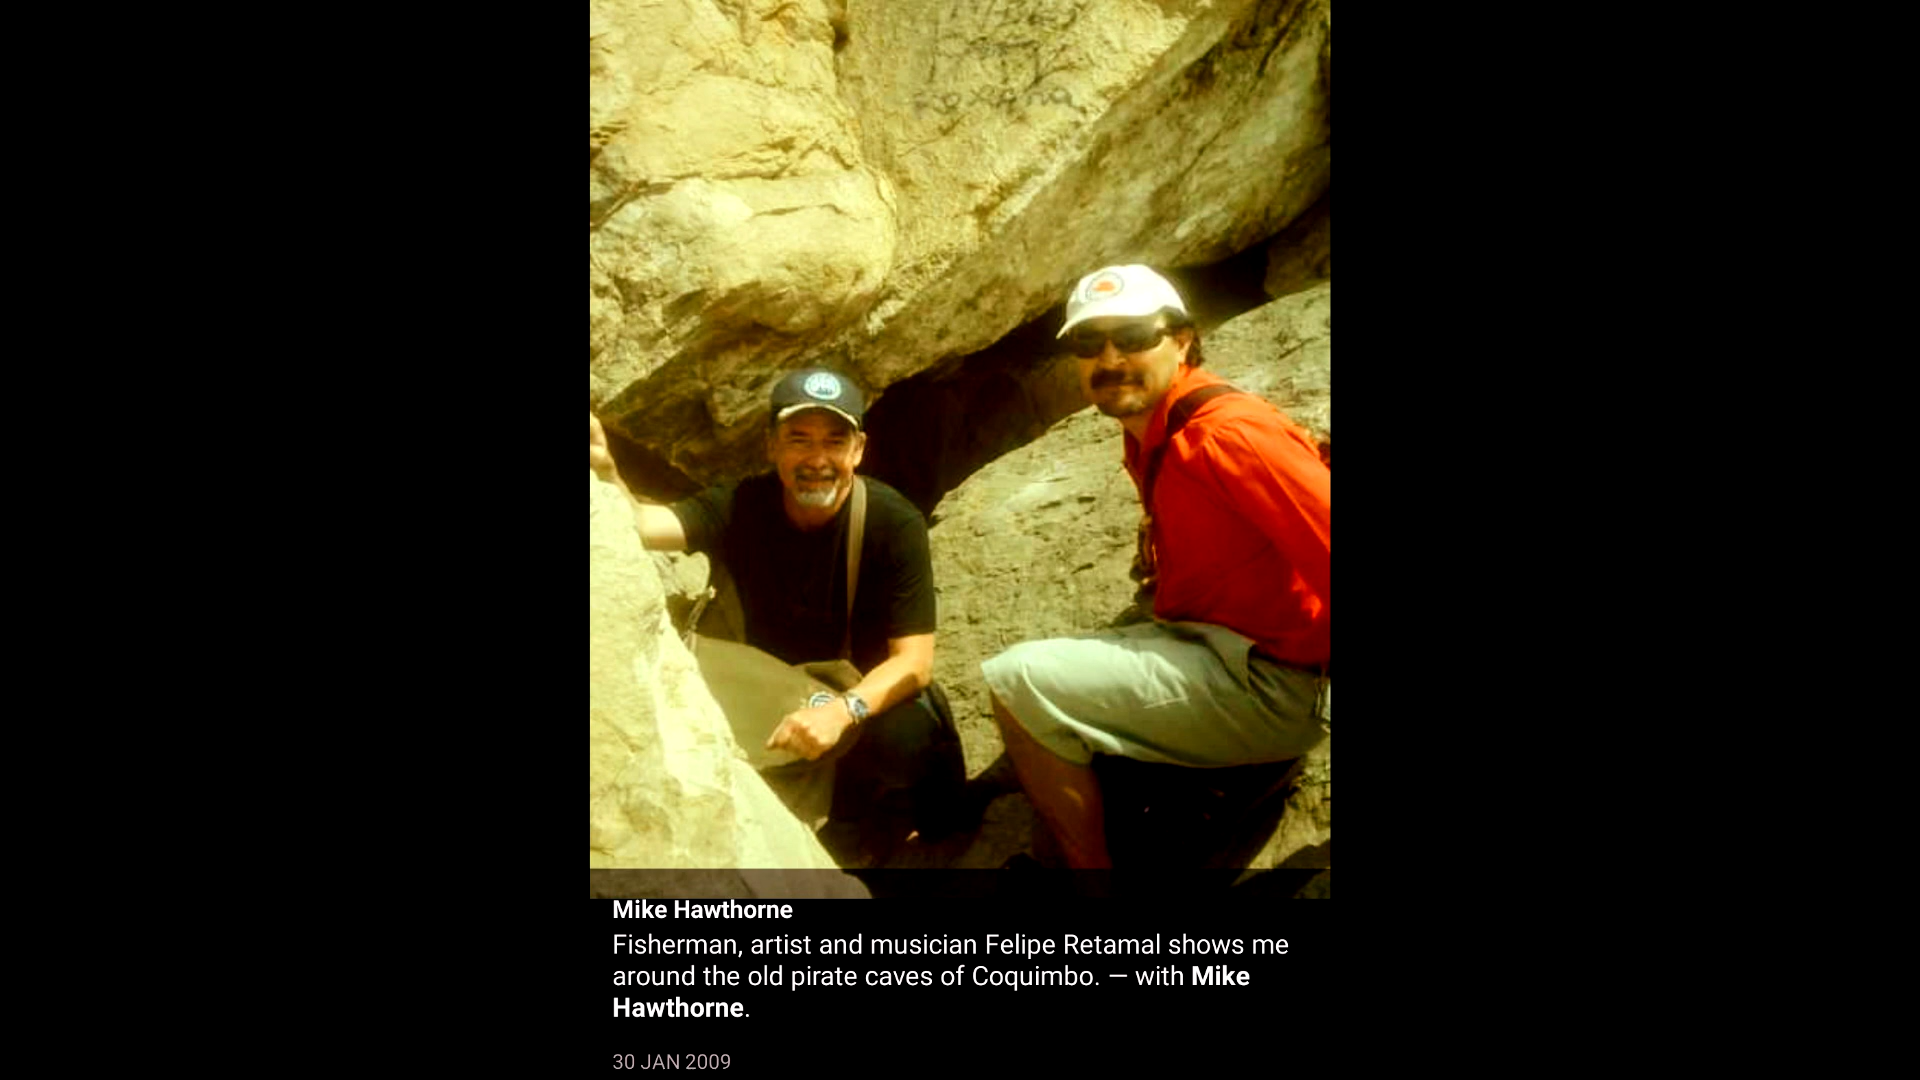 Roxana
Mike Hawthorne
Fisherman, artist and musician Felipe Retamal shows me
around the old pirate caves of Coquimbo. — with Mike
Hawthorne.
30 JAN 2009